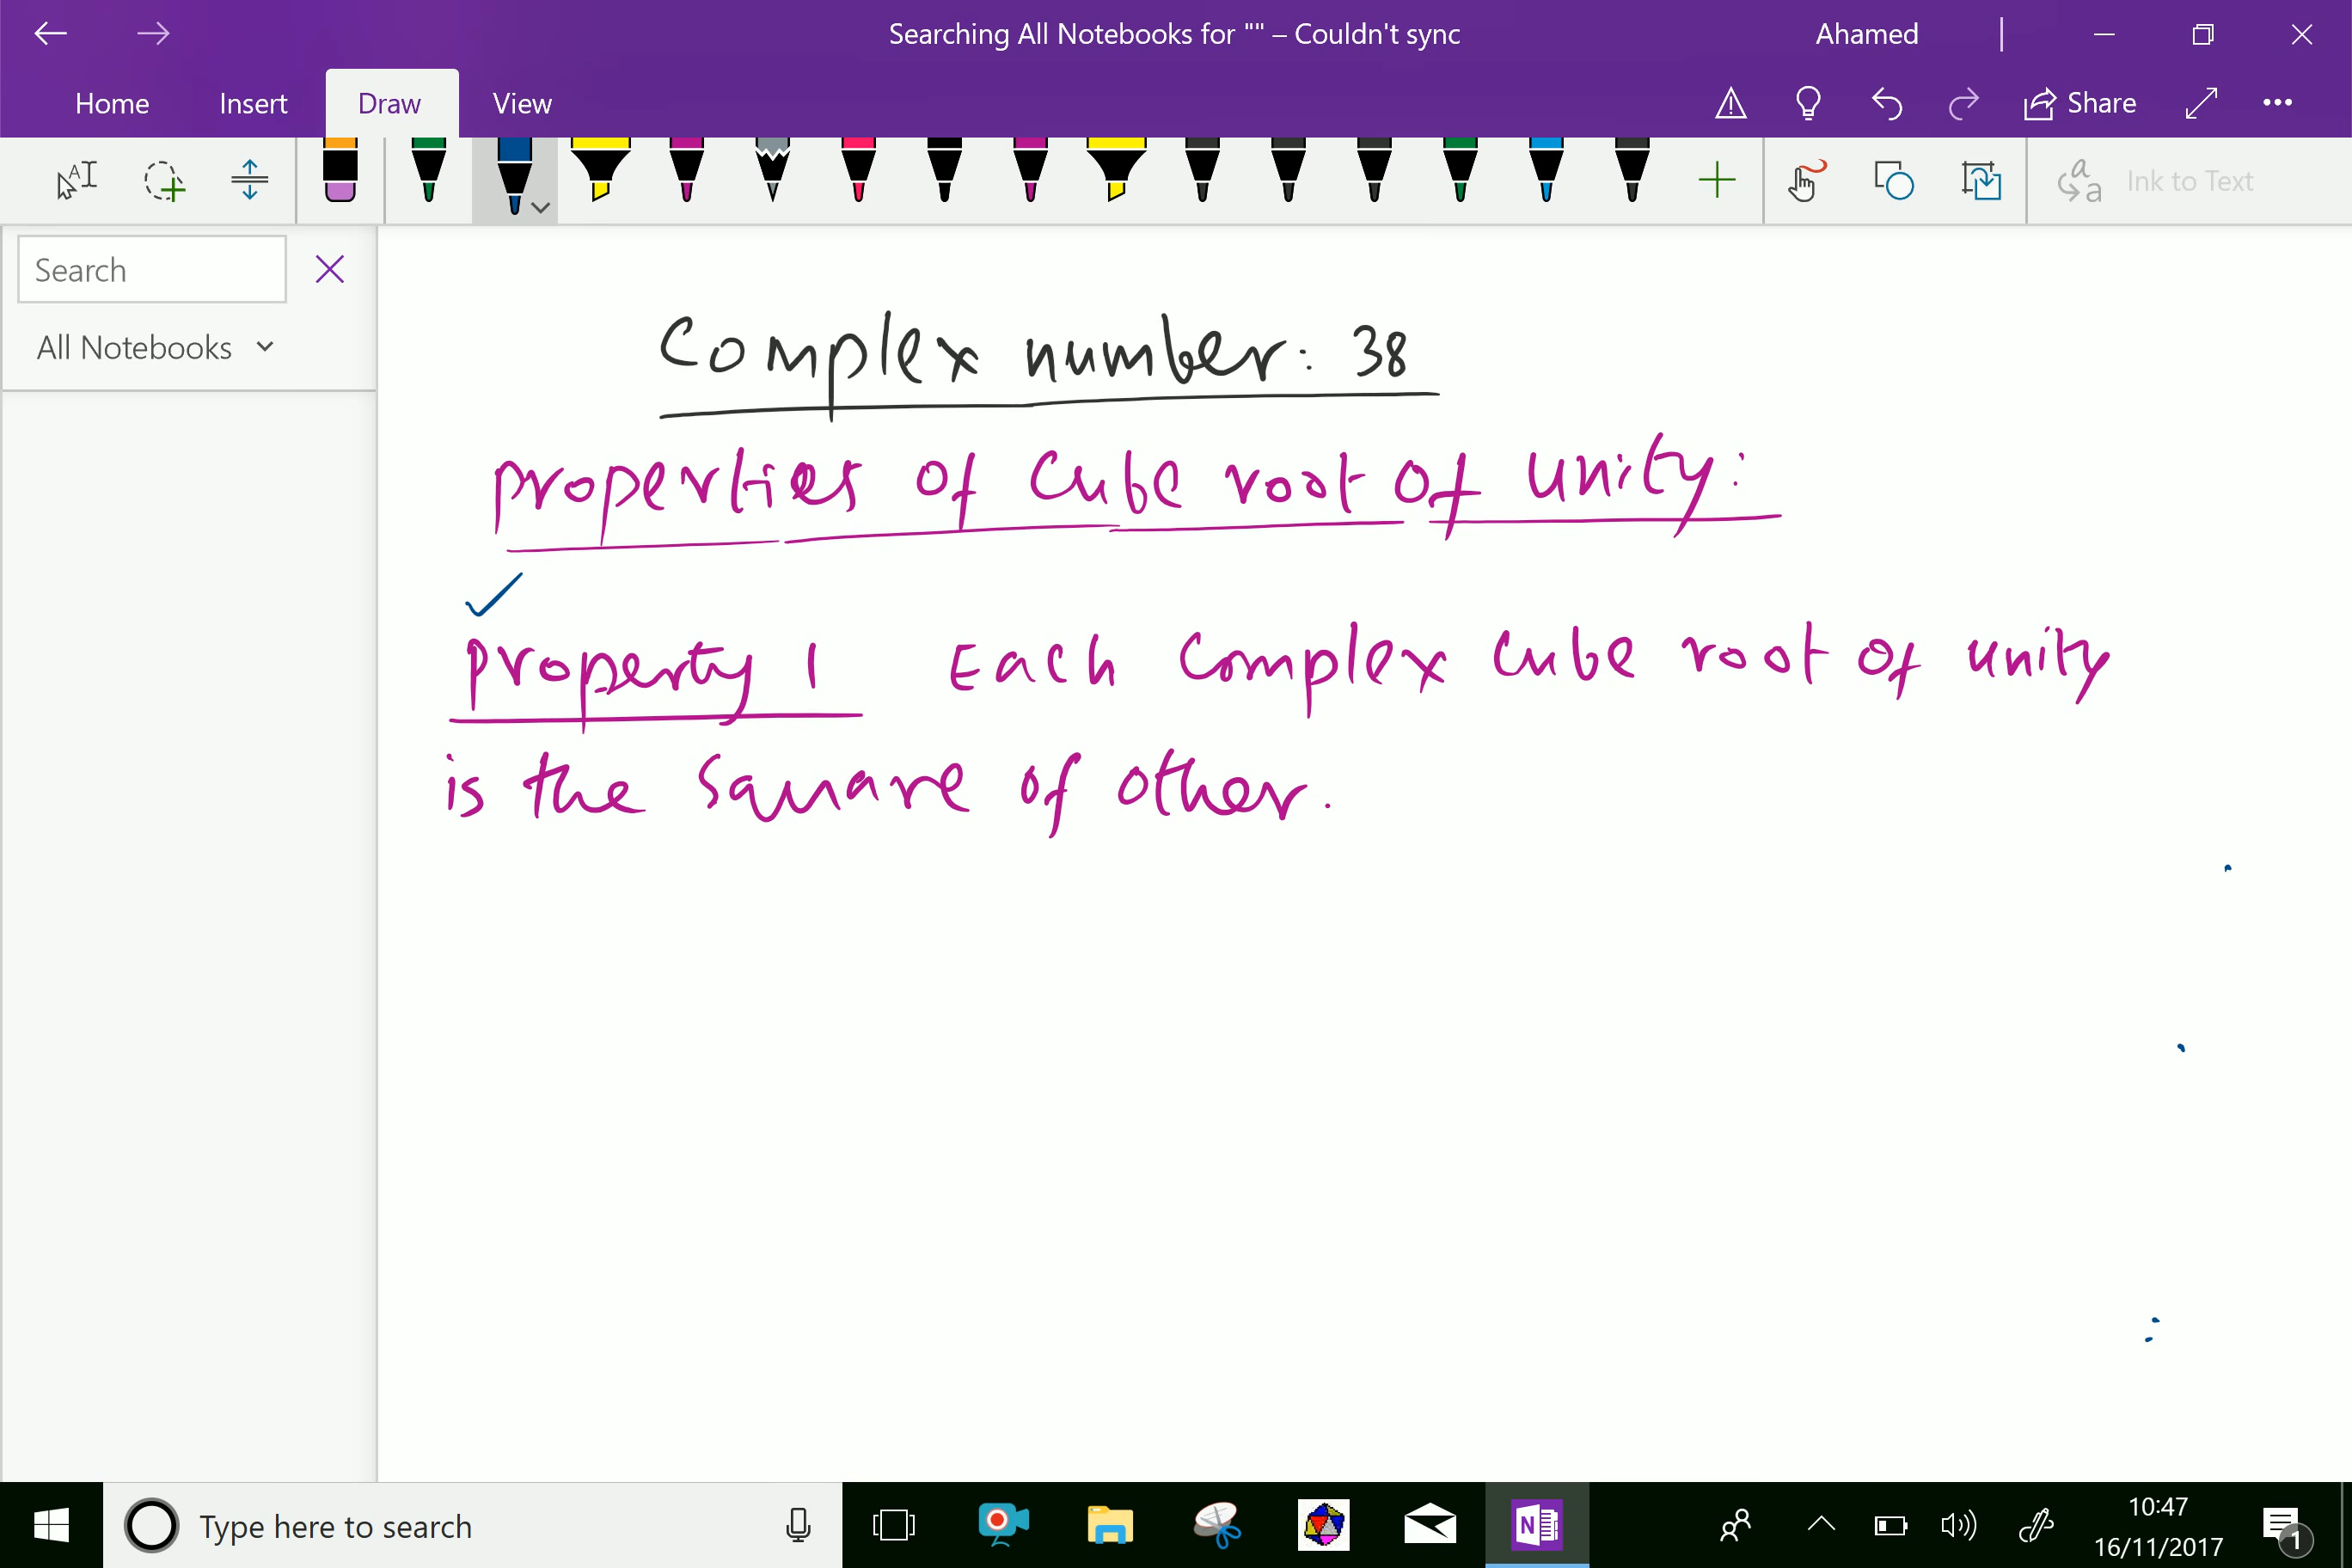 Searching All Notebooks for "" – Couldn't sync
Ahamed
Home Insert Draw View
Share
Ink to Text
Search
All Notebooks
Complex number: 38
properties of Cube root of unity:
property 1 Each Complex Cube root of unity
is the Square of other.
Type here to search
10:47
16/11/2017
1